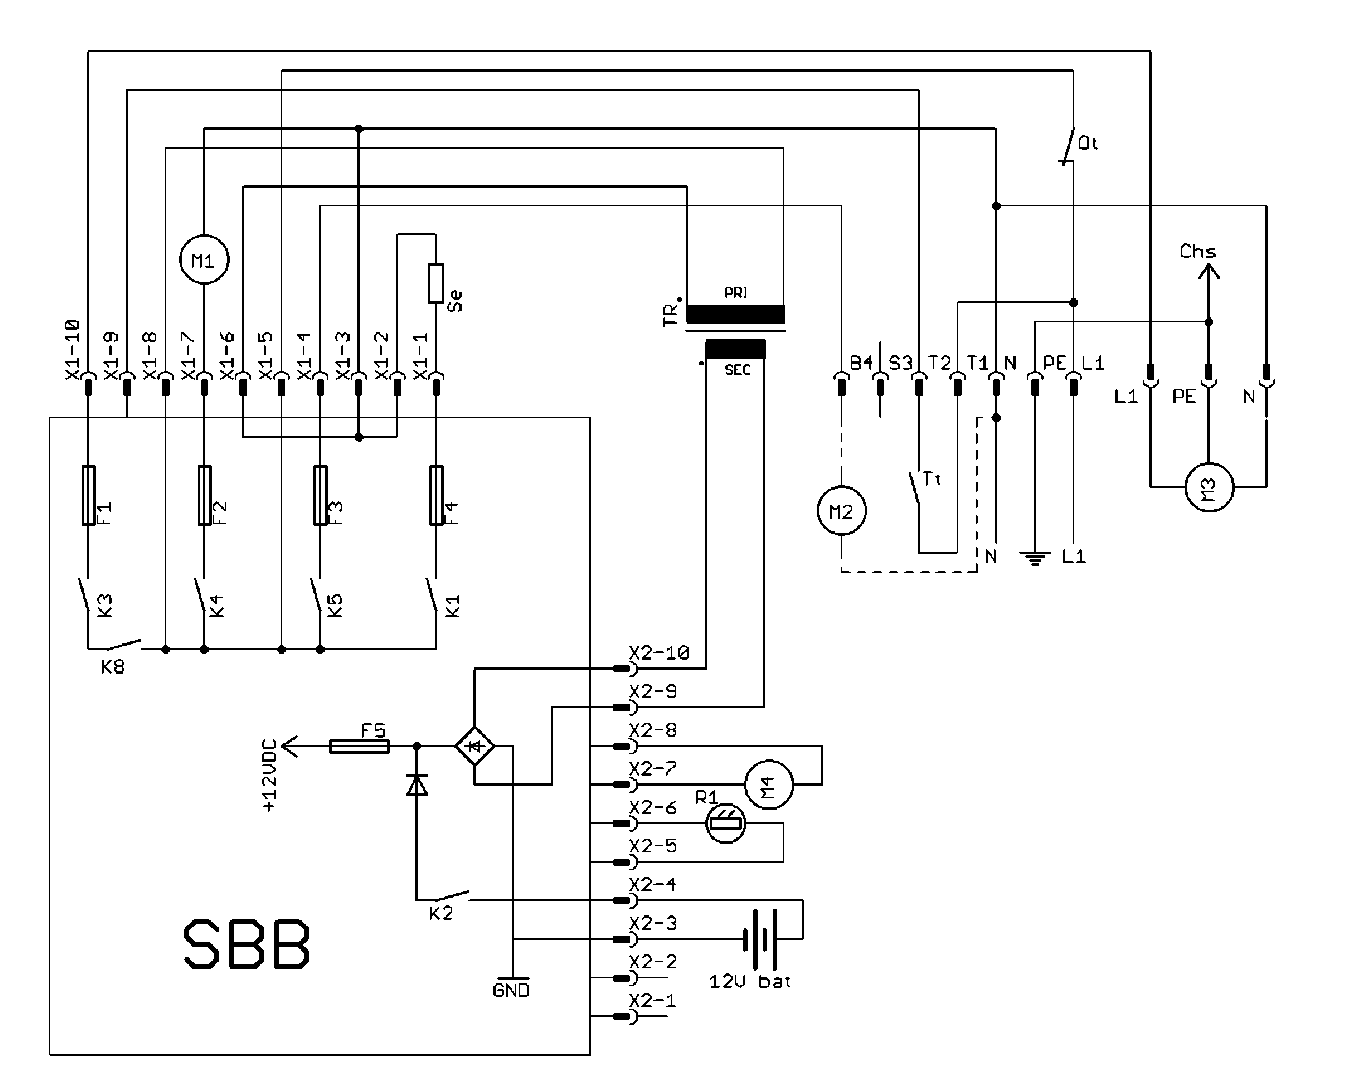 Ot
Chs
PRI
TR.
SEC
M1
Se
X1-10
X1-9
X1-8
X1-7
X1-6
X1-5
X1-4
X1-3
X1-2
X1-1
B4
S3
T2
T1
N
PE
L1
L1
PE
N
F1
F2
F3
F4
Tt
M2
M3
N
L1
K3
K4
K5
K1
K8
X2-10
X2-9
X2-8
X2-7
X2-6
X2-5
X2-4
X2-3
X2-2
X2-1
F5
+12VDC
M4
R1
K2
SBB
GND
12V bat